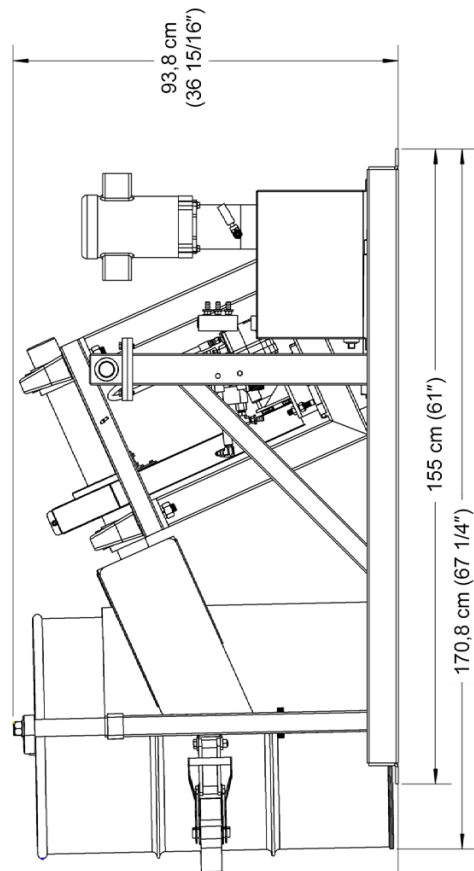 93,8 cm
(36 15/16")
155 cm (61")
170,8 cm (67 1/4")